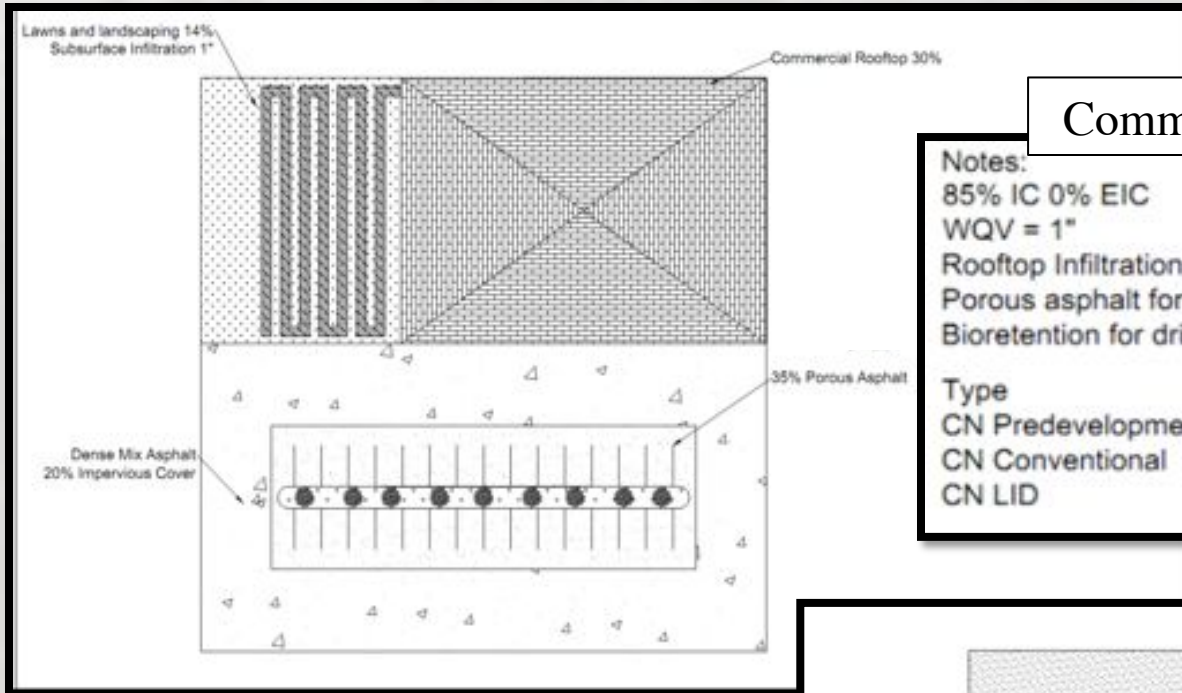 Lawns and landscaping 14%
Subsurface Infiltration 1"
Commercial Rooftop 30%
35% Porous Asphalt
Dense Mix Asphalt
20% Impervious Cover
Comm
Notes:
85% IC 0% EIC
WQV = 1"
Rooftop Infiltration
Porous asphalt for
Bioretention for dri
Type
CN Predevelopme
CN Conventional
CN LID